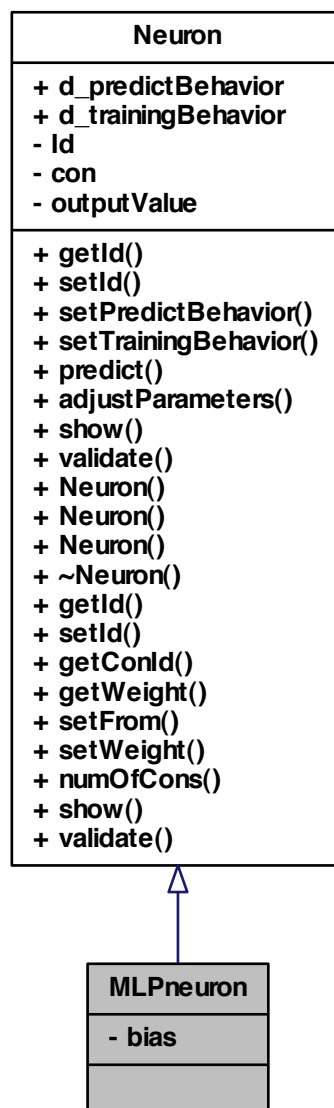 Neuron
+ d_predictBehavior
+ d_trainingBehavior
- Id
- con
- outputValue
+ getId()
+ setId()
+ setPredictBehavior()
+ setTrainingBehavior()
+ predict()
+ adjustParameters()
+ show()
+ validate()
+ Neuron()
+ Neuron()
+ Neuron()
+ ~Neuron()
+ getId()
+ setId()
+ getConId()
+ getWeight()
+ setFrom()
+ setWeight()
+ numOfCons()
+ show()
+ validate()
MLPneuron
- bias